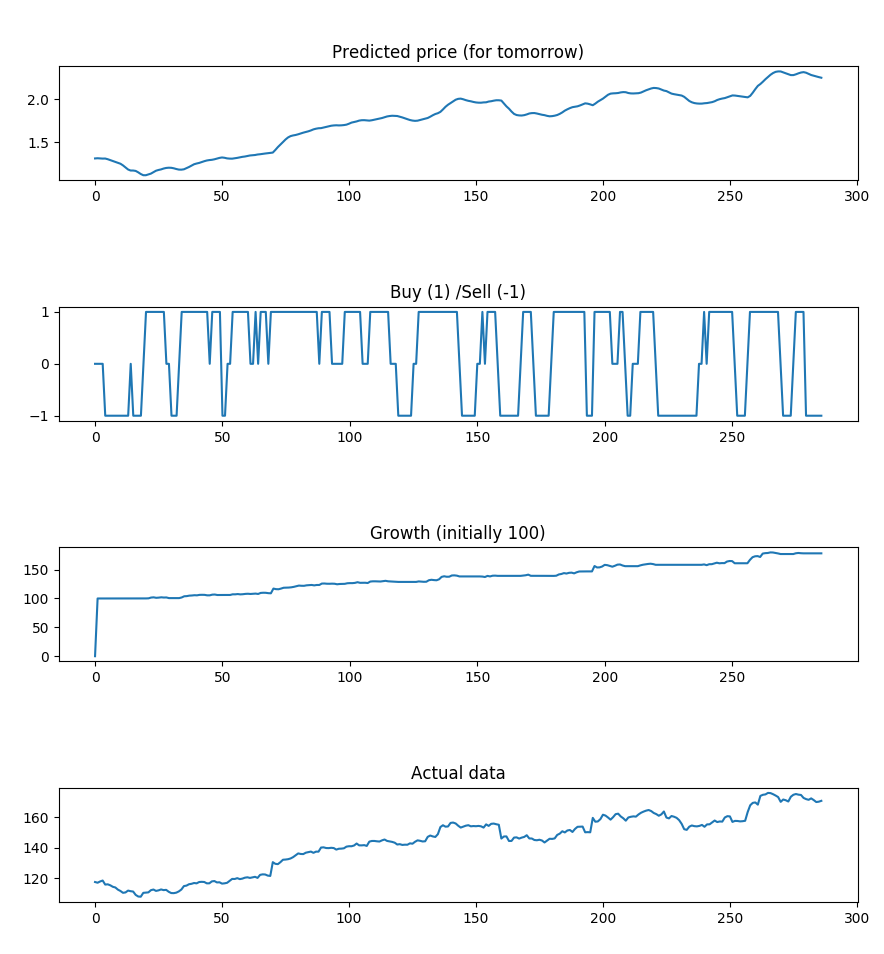 Predicted price (for tomorrow)
2.0
1.5
0 50 100 150 200 250 300
Buy (1) /Sell (-1)
1
0
−1
0 50 100 150 200 250
Growth (initially 100)
150
100
50
0
0 50 100 150 200 250
Actual data
160
140
120
0 50 100 150 200 250 300